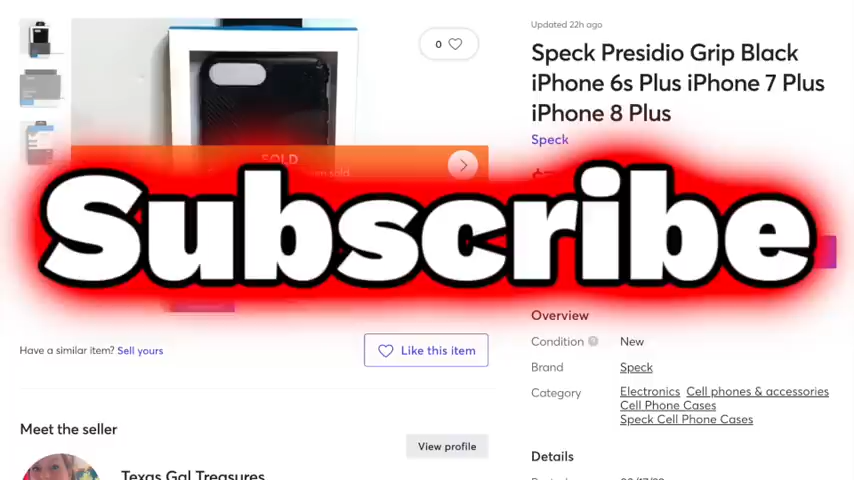 0
Updated 22h ago
Speck Presidio Grip Black
iPhone 6s Plus iPhone 7 Plus
iPhone 8 Plus
Speck
SOLD
sold
Subscribe
Have a similar item? Sell yours
Like this item
Overview
Condition New
Brand Speck
Category Electronics Cell phones & accessories
Cell Phone Cases
Speck Cell Phone Cases
Meet the seller
View profile
Details
Texas Gal Treasures